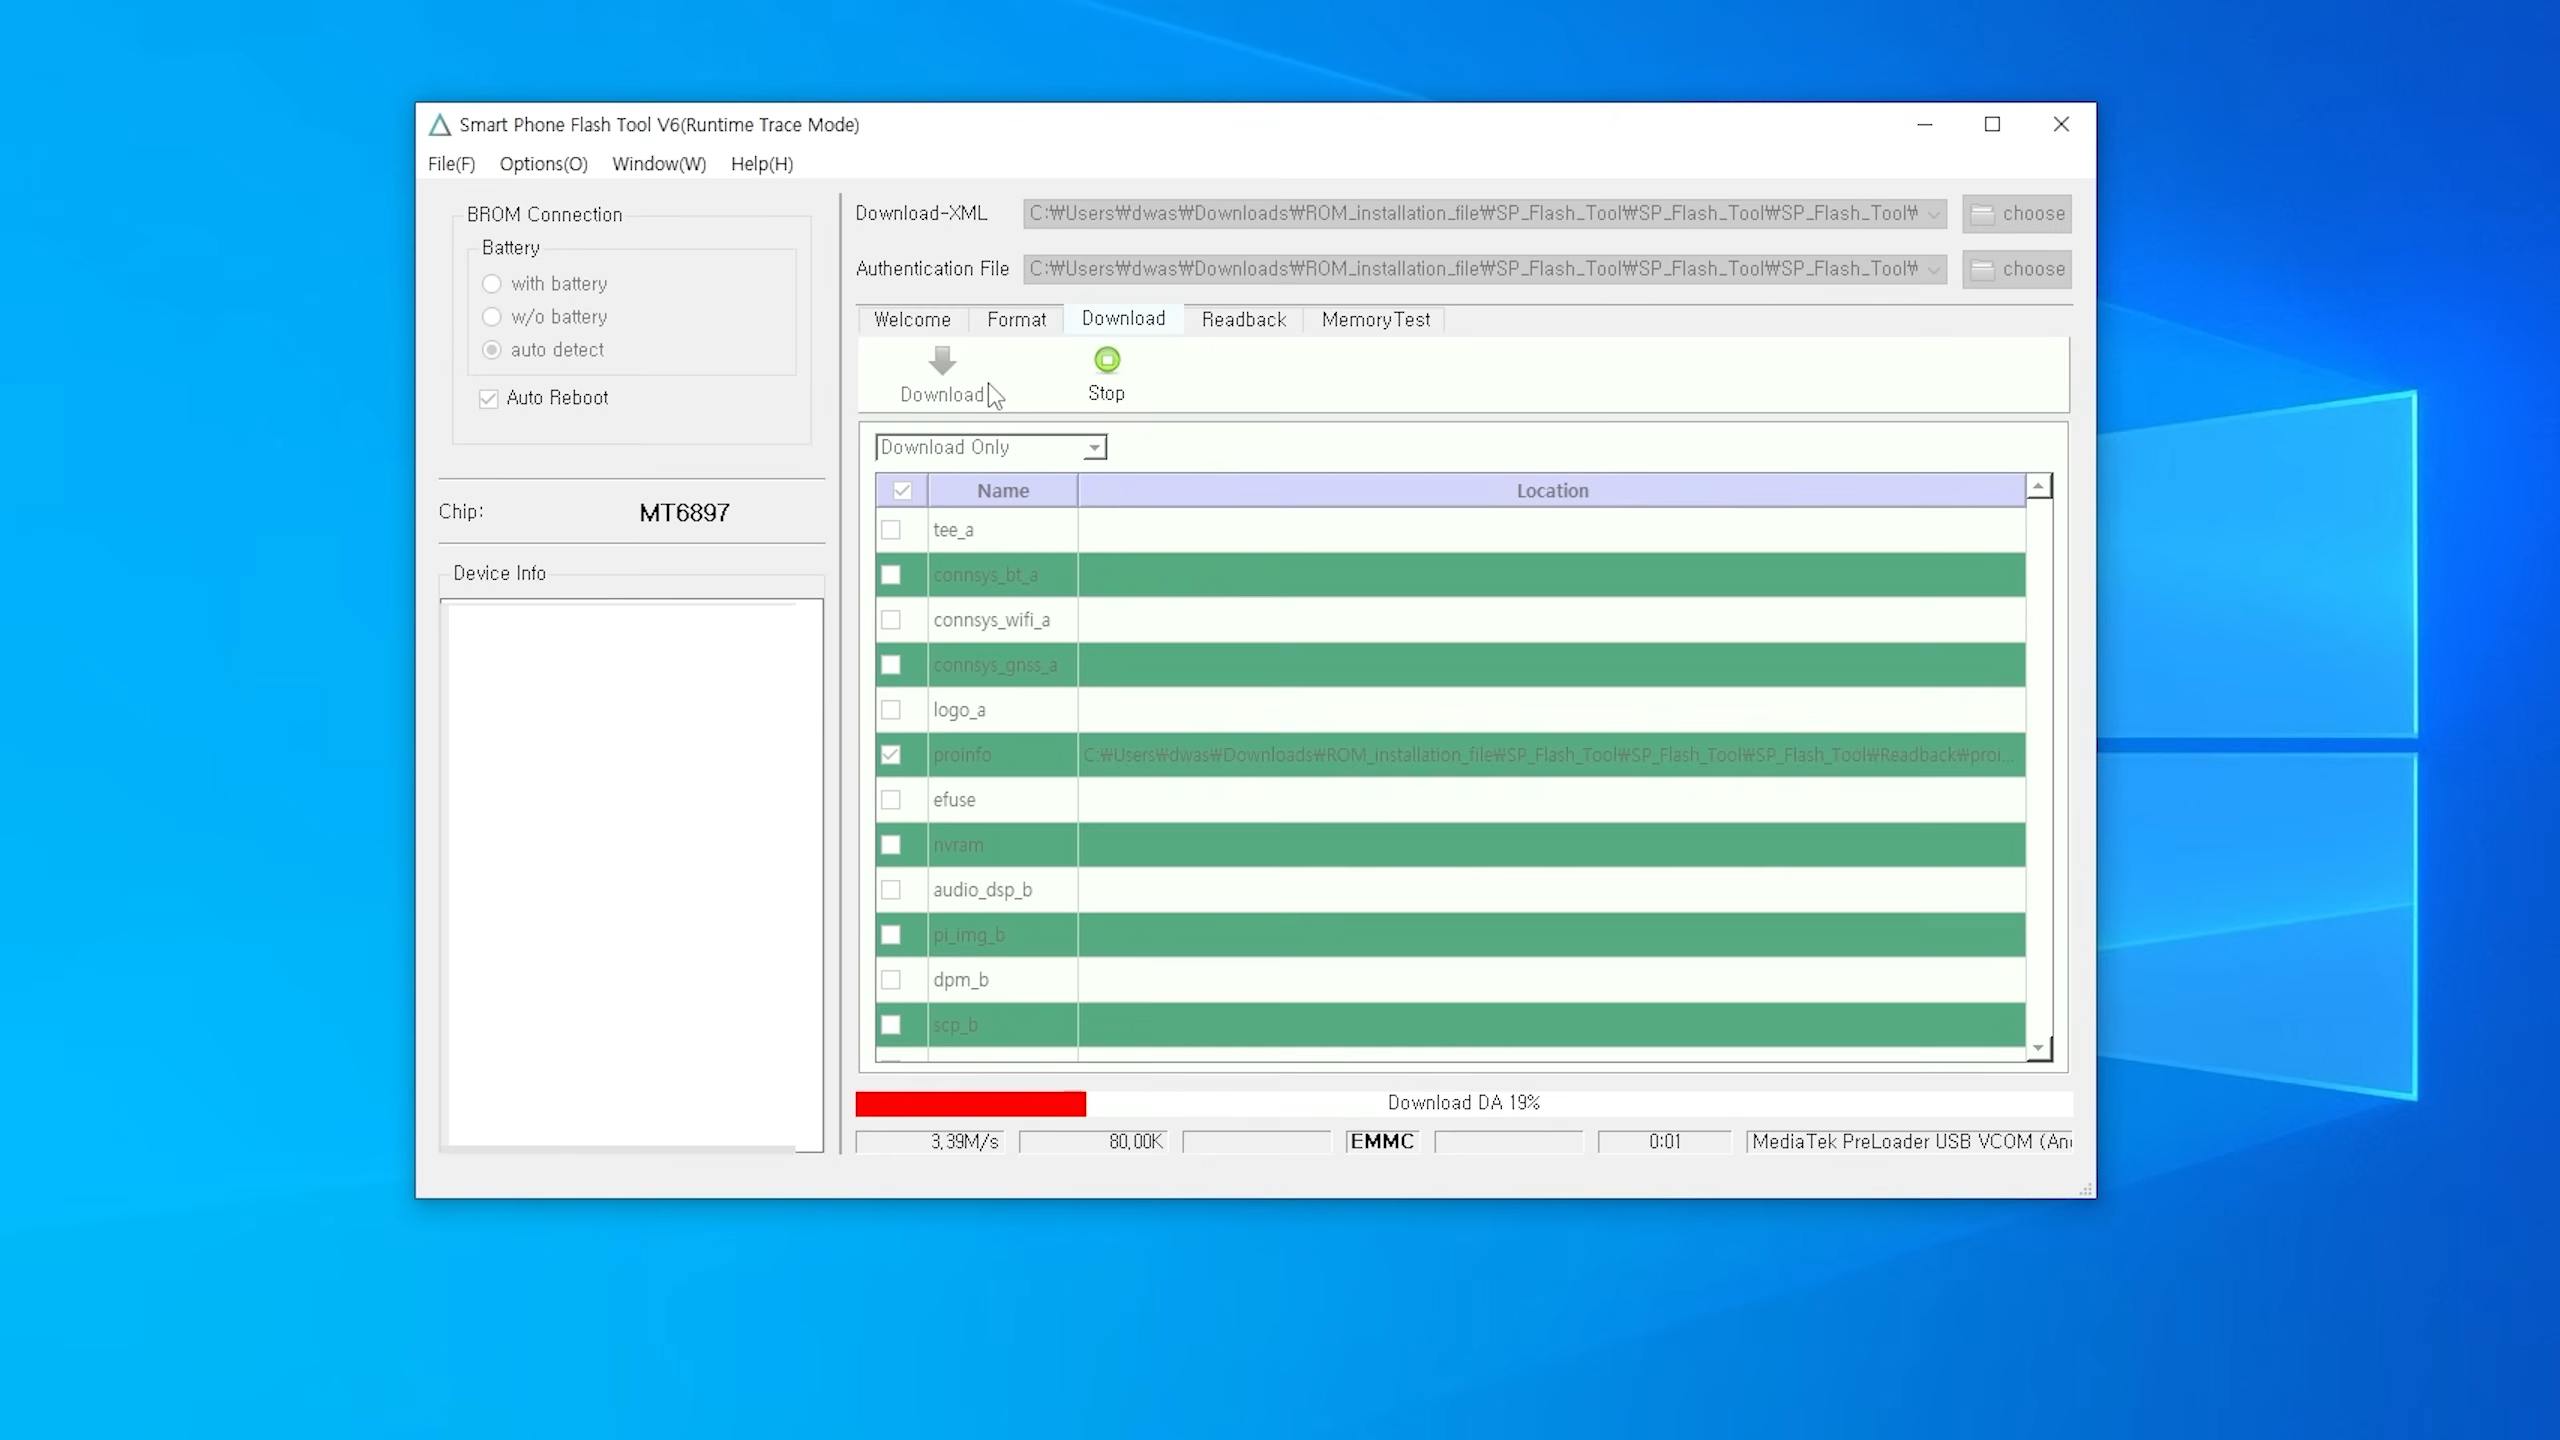 Smart Phone Flash Tool V6(Runtime Trace Mode)
File(F) Options(O) Window(W) Help(H)
BROM Connection
Battery
with battery
w/o battery
auto detect
Auto Reboot
Chip: MT6897
Device Info
Download-XML C:₩Users₩dwas₩Downloads₩ROM_installation_file₩SP_Flash_Tool₩SP_Flash_Tool₩SP_Flash_Tool₩ choose
Authentication File C:₩Users₩dwas₩Downloads₩ROM_installation_file₩SP_Flash_Tool₩SP_Flash_Tool₩SP_Flash_Tool₩ choose
Welcome Format Download Readback MemoryTest
Download Stop
Download Only
Name Location
tee_a
connsys_bt_a
connsys_wifi_a
connsys_gnss_a
logo_a
proinfo C:₩Users₩dwas₩Downloads₩ROM_installation_file₩SP_Flash_Tool₩SP_Flash_Tool₩SP_Flash_Tool₩Readback₩proi...
efuse
nvram
audio_dsp_b
pi_img_b
dpm_b
scp_b
Download DA 19%
3,39M/s 80,00K EMMC 0:01 MediaTek PreLoader USB VCOM (An